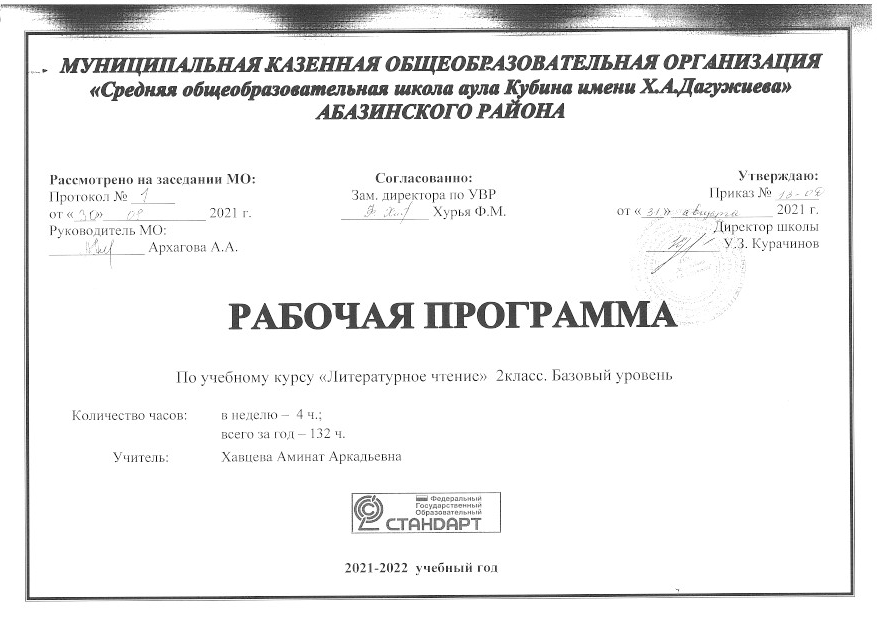 МУНИЦИПАЛЬНАЯ КАЗЕННАЯ ОБЩЕОБРАЗОВАТЕЛЬНАЯ ОРГАНИЗАЦИЯ
«Средняя общеобразовательная школа аула Кубина имени Х.А.Дагужиева»
АБАЗИНСКОГО РАЙОНА
Рассмотрено на заседании МО:
Протокол № 1
от «30» 2021 г.
Руководитель МО:
Архагова А.А.
Согласованно:
Зам. директора по УВР
Хурья Ф.М.
Утверждаю:
Приказ №
от «31» августа 2021 г.
Директор школы
У.З. Курачинов
РАБОЧАЯ ПРОГРАММА
По учебному курсу «Литературное чтение» 2класс. Базовый уровень
Количество часов: в неделю – 4 ч.;
всего за год – 132 ч.
Учитель: Хавцева Аминат Аркадьевна
Федеральный
Государственный
Образовательный
СТАНДАРТ
2021-2022 учебный год